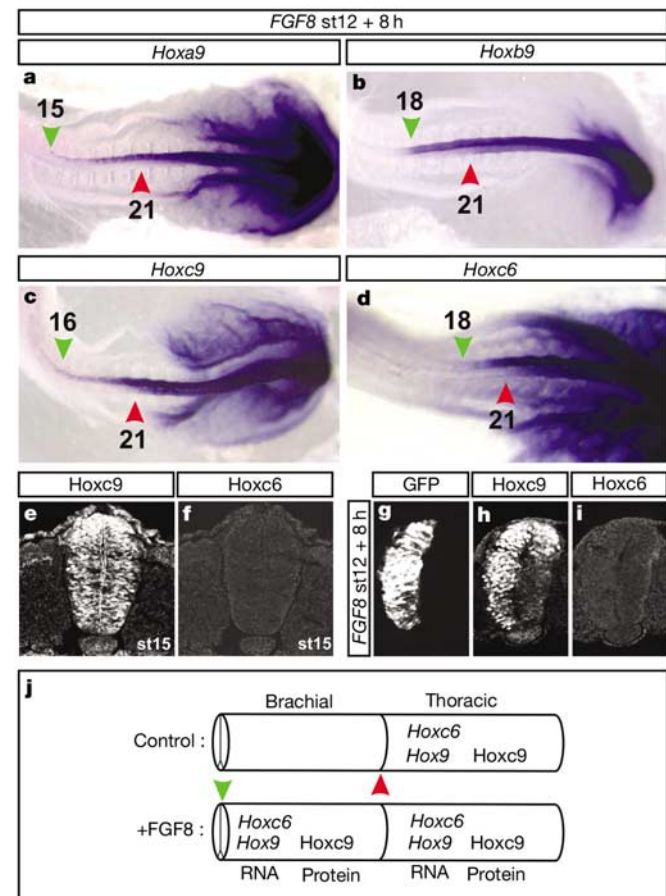 FGF8 st12 + 8 h
Hoxa9
Hoxb9
a
15
21
b
18
21
Hoxc9
Hoxc6
c
16
21
d
18
21
Hoxc9
Hoxc6
GFP
Hoxc9
Hoxc6
e
st15
f
st15
FGF8 st12 + 8 h
g
h
i
j
Brachial Thoracic
Control :
Hoxc6
Hox9 Hoxc9
+FGF8 :
Hoxc6 Hoxc6
Hox9 Hoxc9 Hox9 Hoxc9
RNA Protein RNA Protein